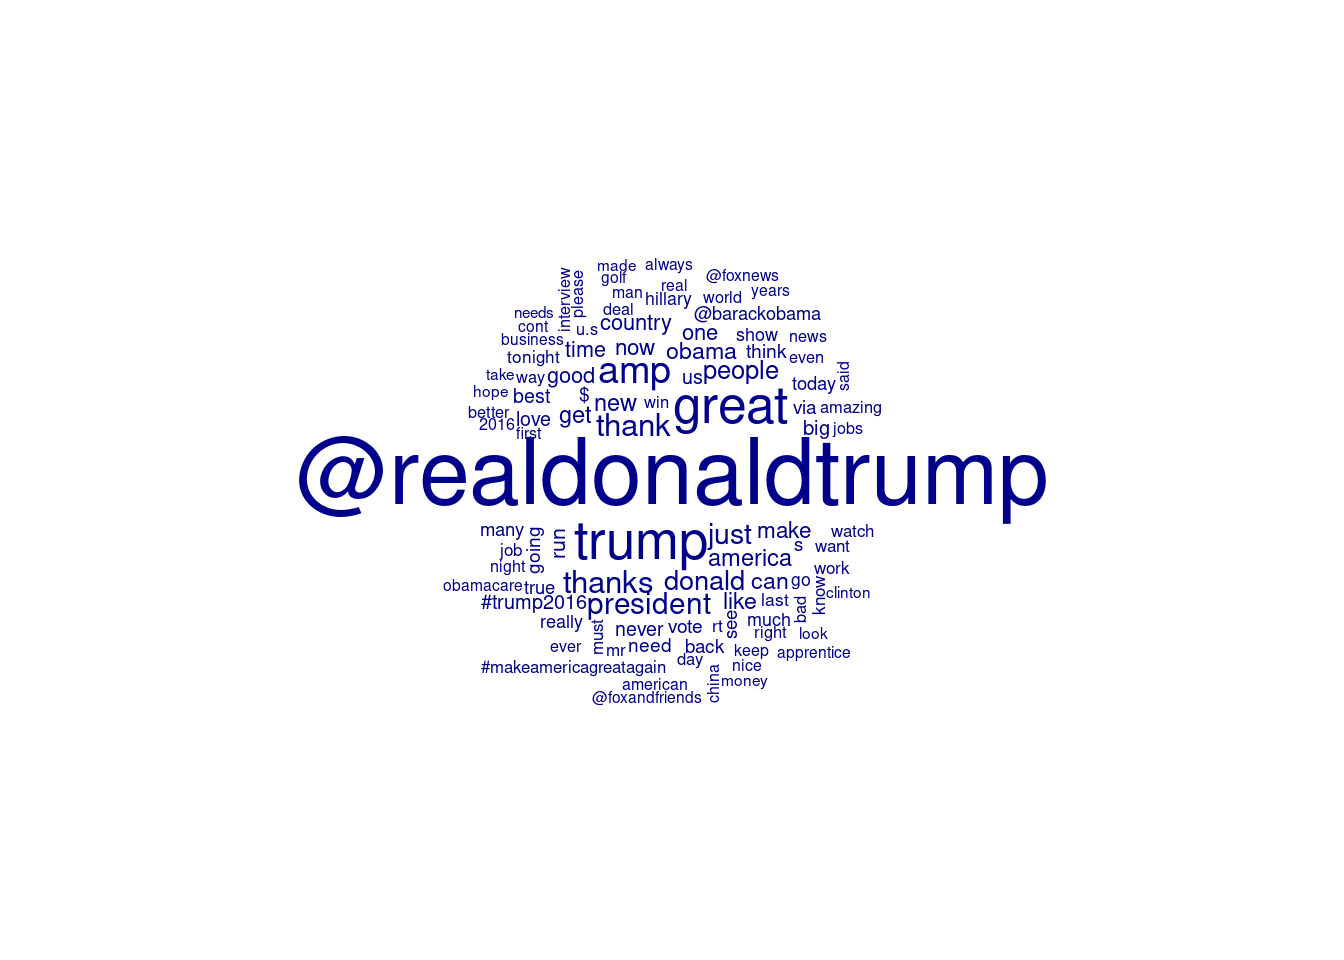 made always
golf @foxnews
interview please man real years
hillary world
needs deal @barackobama
cont u.s country one show news
business
tonight time now obama think even
take way good amp us people today said
hope best $ new win great via amazing
better love get thank big jobs
2016 first
@realdonaldtrump
many going run trump just make watch
job america s want
night
obamacare true thanks donald can go work know clinton
#trump2016 president like last bad
really must never vote rt see much right look
ever mr need back keep apprentice
#makeamericagreatagain day nice
american china money
@foxandfriends